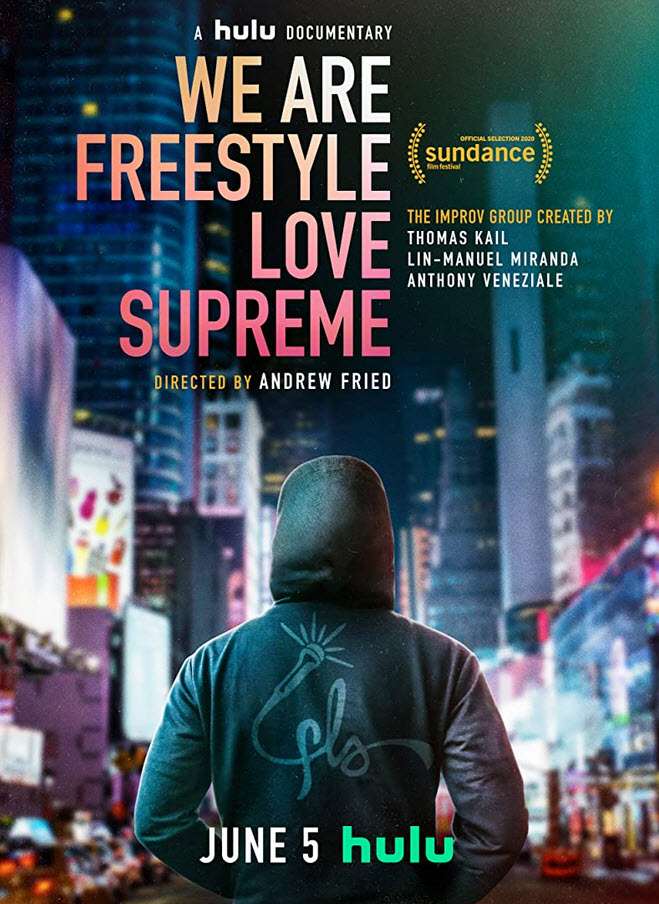 A hulu DOCUMENTARY
WE ARE
FREESTYLE
LOVE
SUPREME
DIRECTED BY ANDREW FRIED
OFFICIAL SELECTION 2020
sundance
film festival
THE IMPROV GROUP CREATED BY
THOMAS KAIL
LIN-MANUEL MIRANDA
ANTHONY VENEZIALE
fls
JUNE 5 hulu